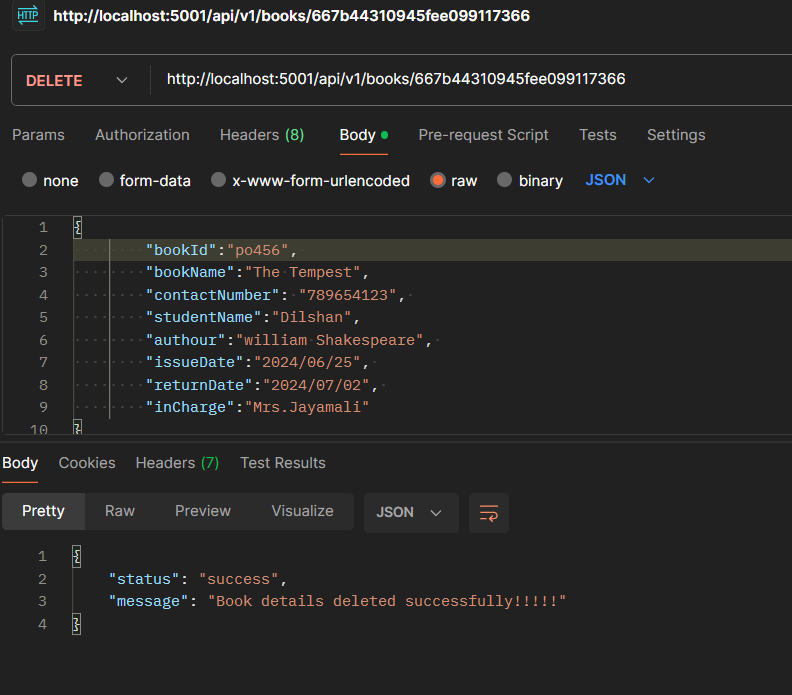 HTTP http://localhost:5001/api/v1/books/667b44310945fee099117366
DELETE http://localhost:5001/api/v1/books/667b44310945fee099117366
Params Authorization Headers (8) Body Pre-request Script Tests Settings
none form-data x-www-form-urlencoded raw binary JSON
1 {
2 "bookId":"po456",
3 "bookName":"The Tempest",
4 "contactNumber": "789654123",
5 "studentName":"Dilshan",
6 "authour":"william Shakespeare",
7 "issueDate":"2024/06/25",
8 "returnDate":"2024/07/02",
9 "inCharge":"Mrs.Jayamali"
10 }
Body Cookies Headers (7) Test Results
Pretty Raw Preview Visualize JSON
1 {
2 "status": "success",
3 "message": "Book details deleted successfully!!!!!"
4 }